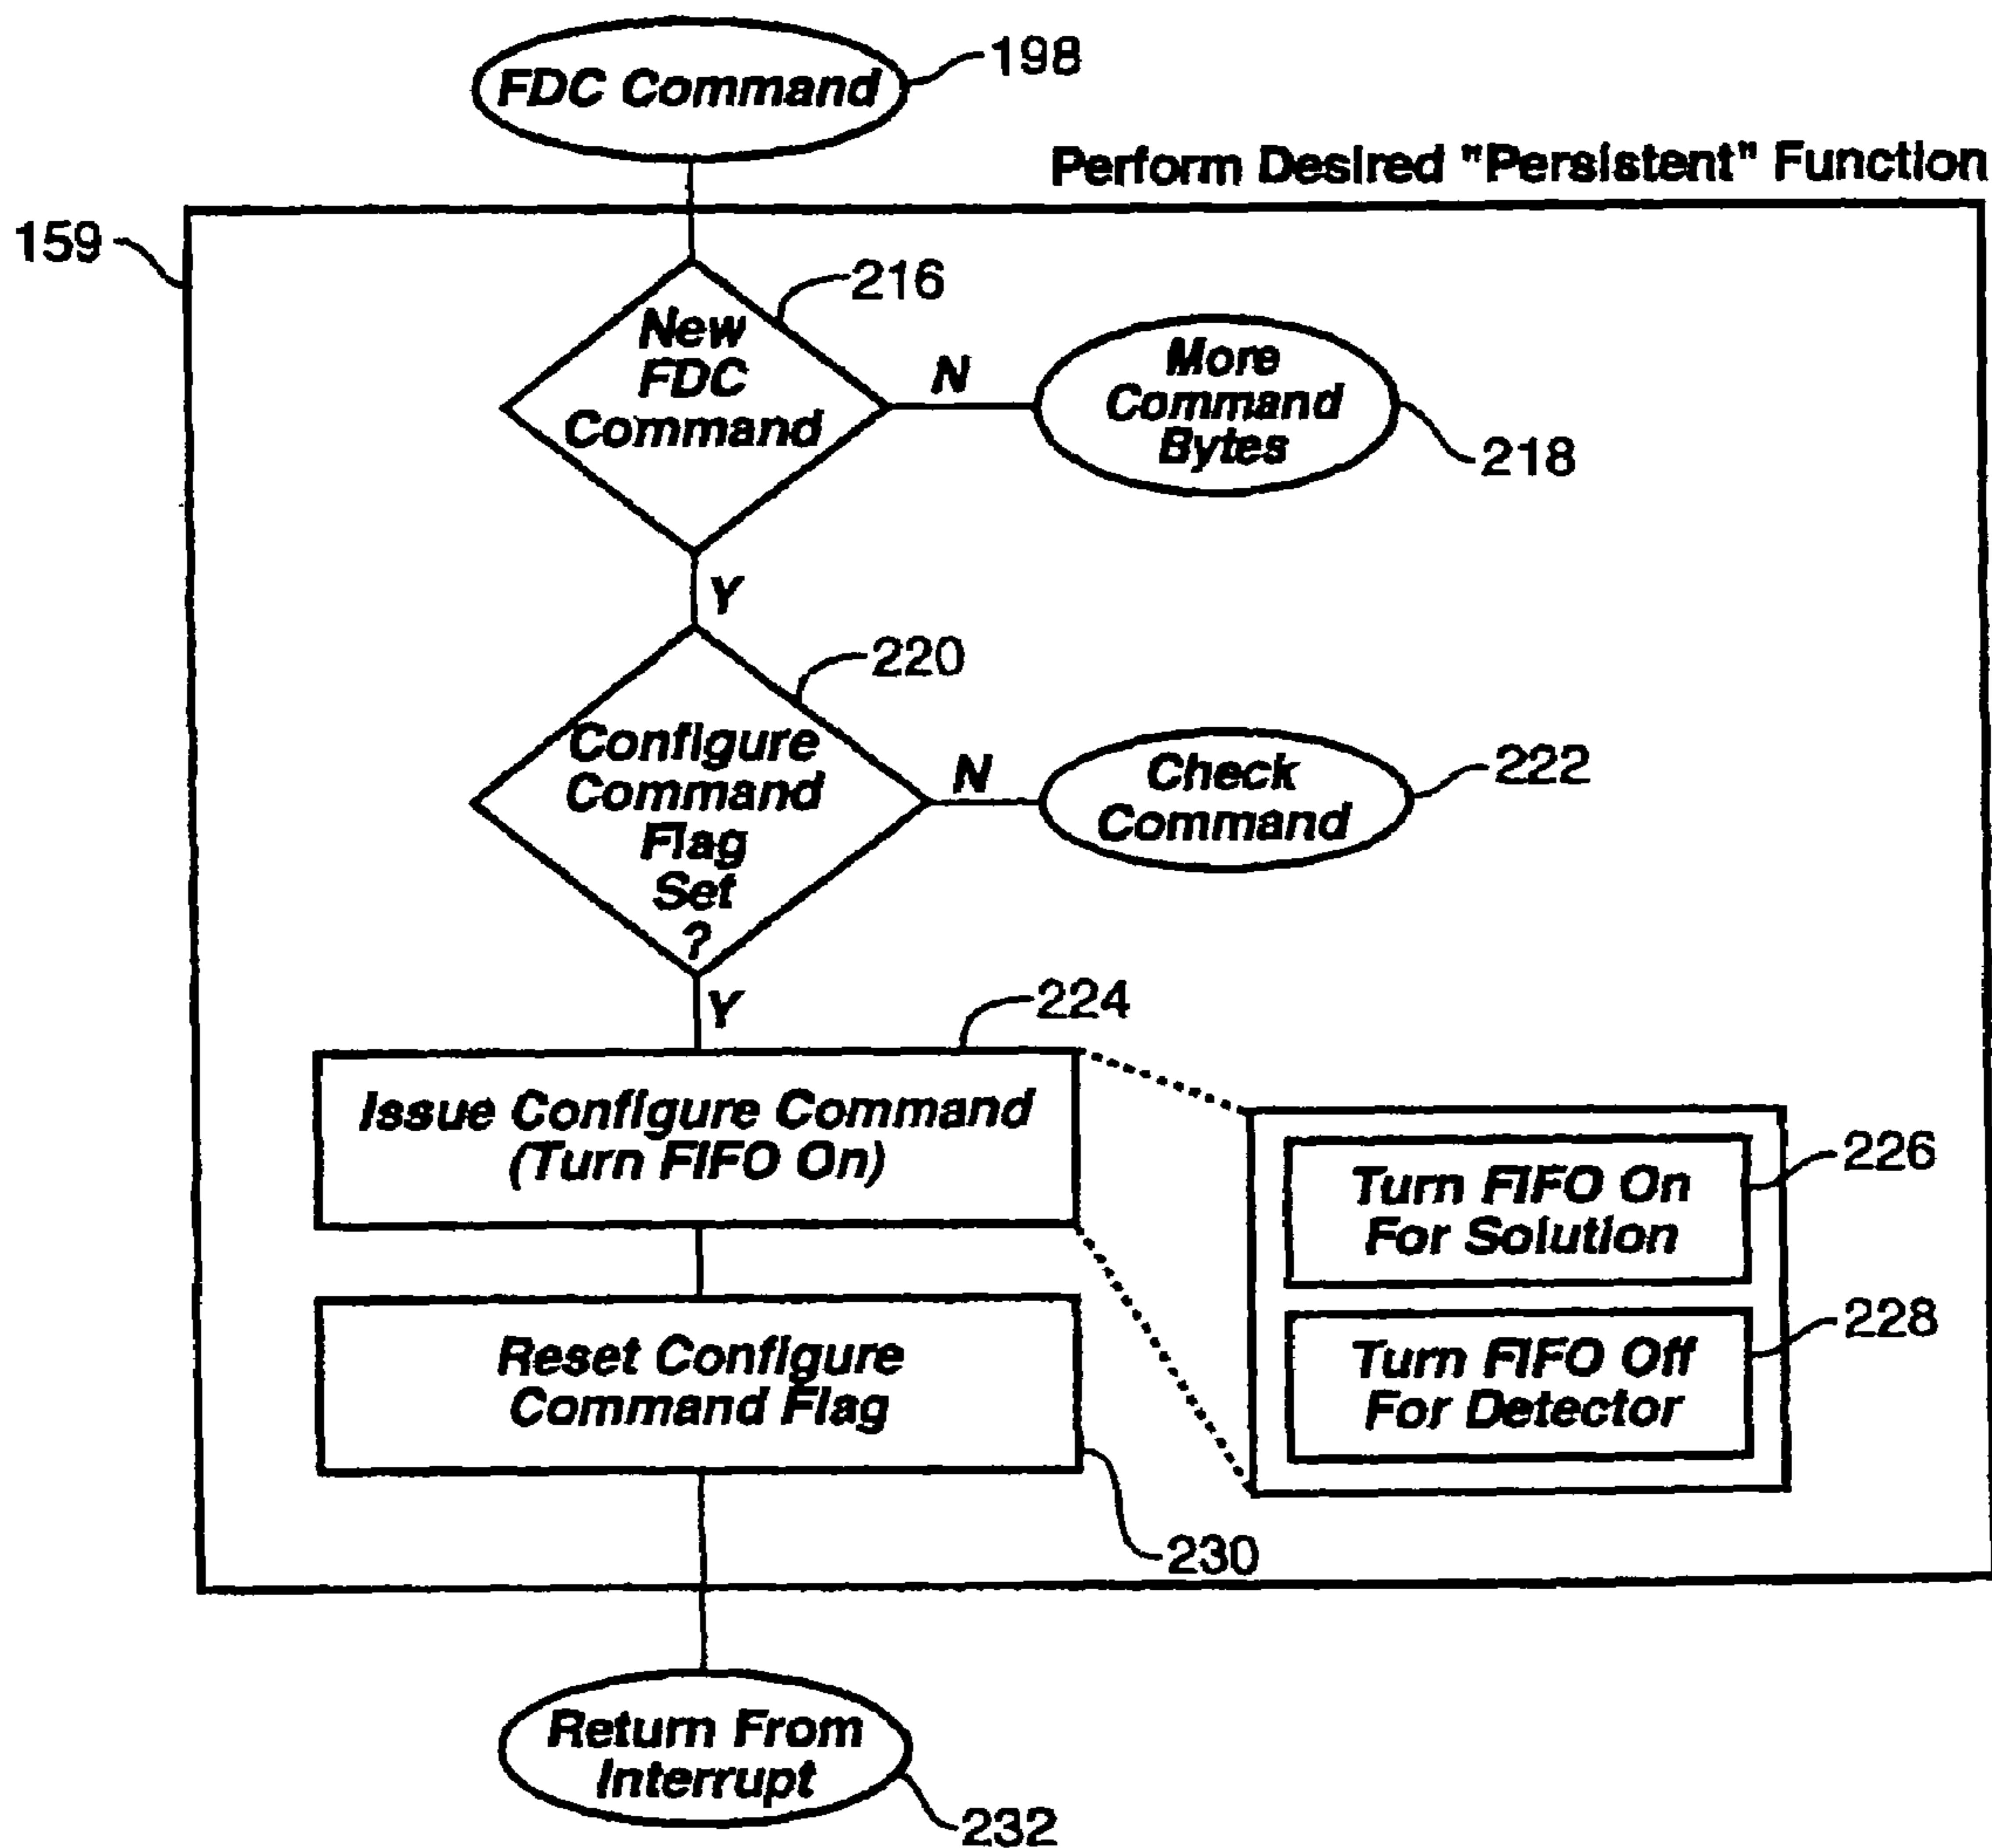 FDC Command
198
Perform Desired "Persistent" Function
159
216
New
FDC
Command
N
More
Command
Bytes
218
Y
220
Configure
Command
Flag
Set
?
N
Check
Command
222
Y
224
Issue Configure Command
(Turn FIFO On)
226
Turn FIFO On
For Solution
228
Turn FIFO Off
For Detector
Reset Configure
Command Flag
230
Return From
Interrupt
232